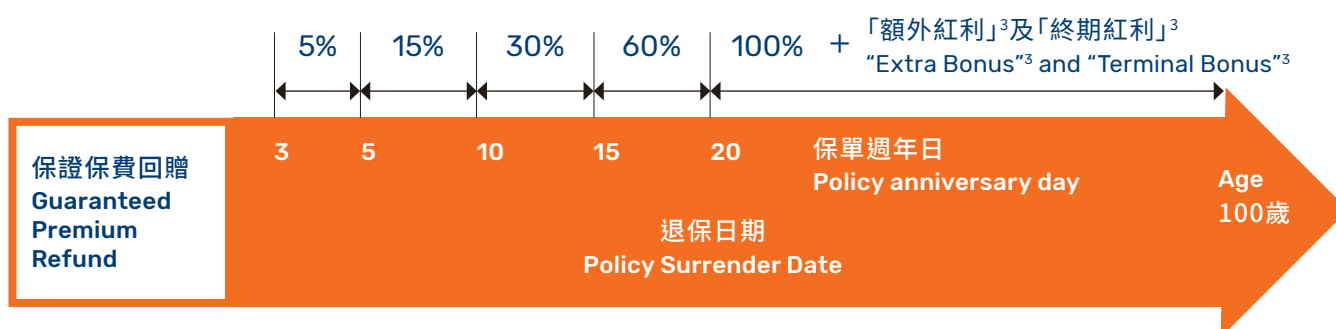 5% 15% 30% 60% 100% + 「額外紅利」³及「終期紅利」³
“Extra Bonus”³ and “Terminal Bonus”³
保證保費回贈
Guaranteed
Premium
Refund
3 5 10 15 20
保單週年日
Policy anniversary day
退保日期
Policy Surrender Date
Age
100歲